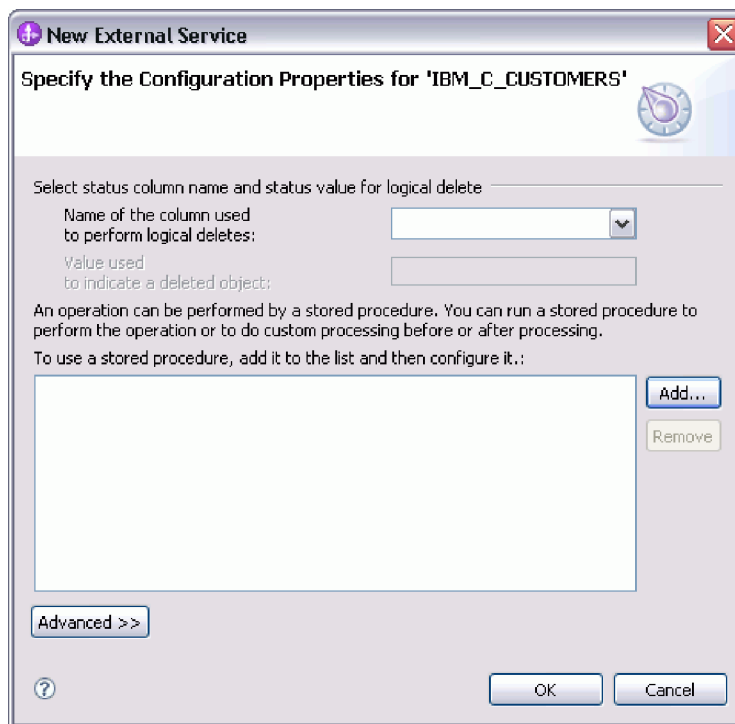 New External Service
Specify the Configuration Properties for 'IBM_C_CUSTOMERS'
Select status column name and status value for logical delete
Name of the column used
to perform logical deletes:
Value used
to indicate a deleted object:
An operation can be performed by a stored procedure. You can run a stored procedure to
perform the operation or to do custom processing before or after processing.
To use a stored procedure, add it to the list and then configure it.:
Add...
Remove
Advanced >>
?
OK
Cancel